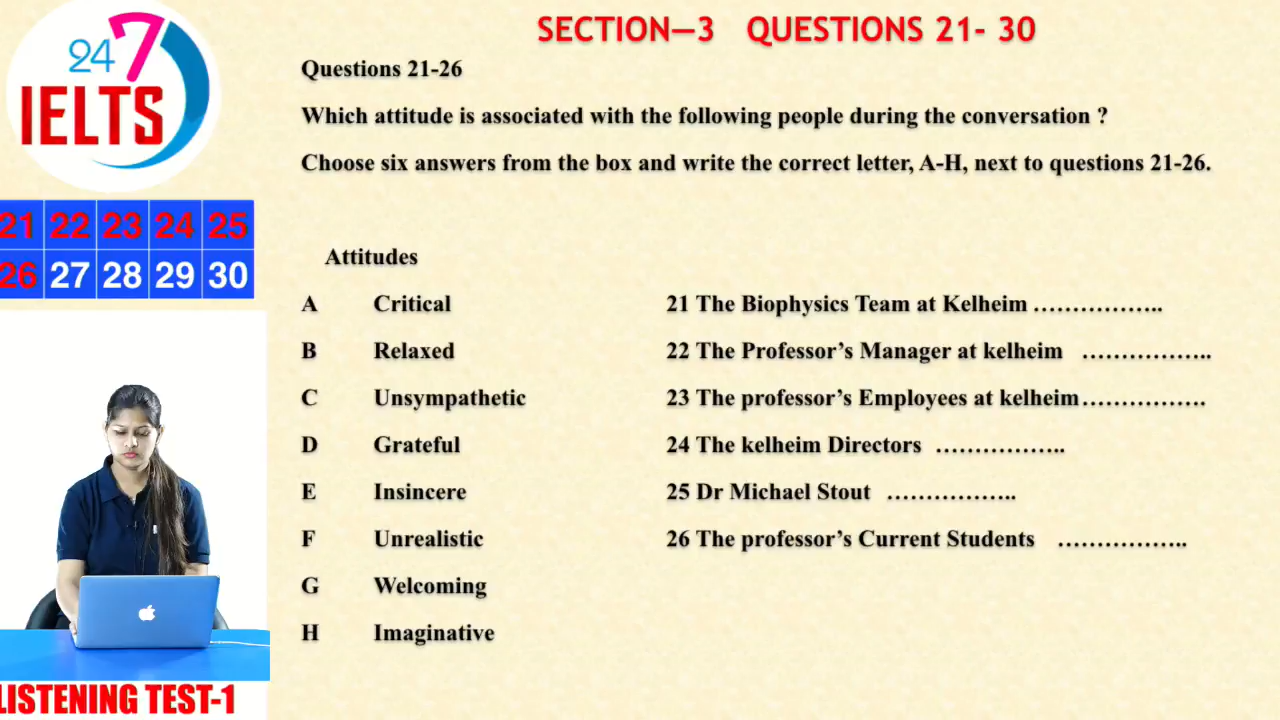 24 7
IELTS
SECTION—3 QUESTIONS 21- 30
Questions 21-26
Which attitude is associated with the following people during the conversation ?
Choose six answers from the box and write the correct letter, A-H, next to questions 21-26.
21 22 23 24 25
26 27 28 29 30
Attitudes
A Critical 21 The Biophysics Team at Kelheim ……………..
B Relaxed 22 The Professor’s Manager at kelheim ……………..
C Unsympathetic 23 The professor’s Employees at kelheim…………….
D Grateful 24 The kelheim Directors ……………..
E Insincere 25 Dr Michael Stout ……………..
F Unrealistic 26 The professor’s Current Students ……………..
G Welcoming
H Imaginative
LISTENING TEST-1